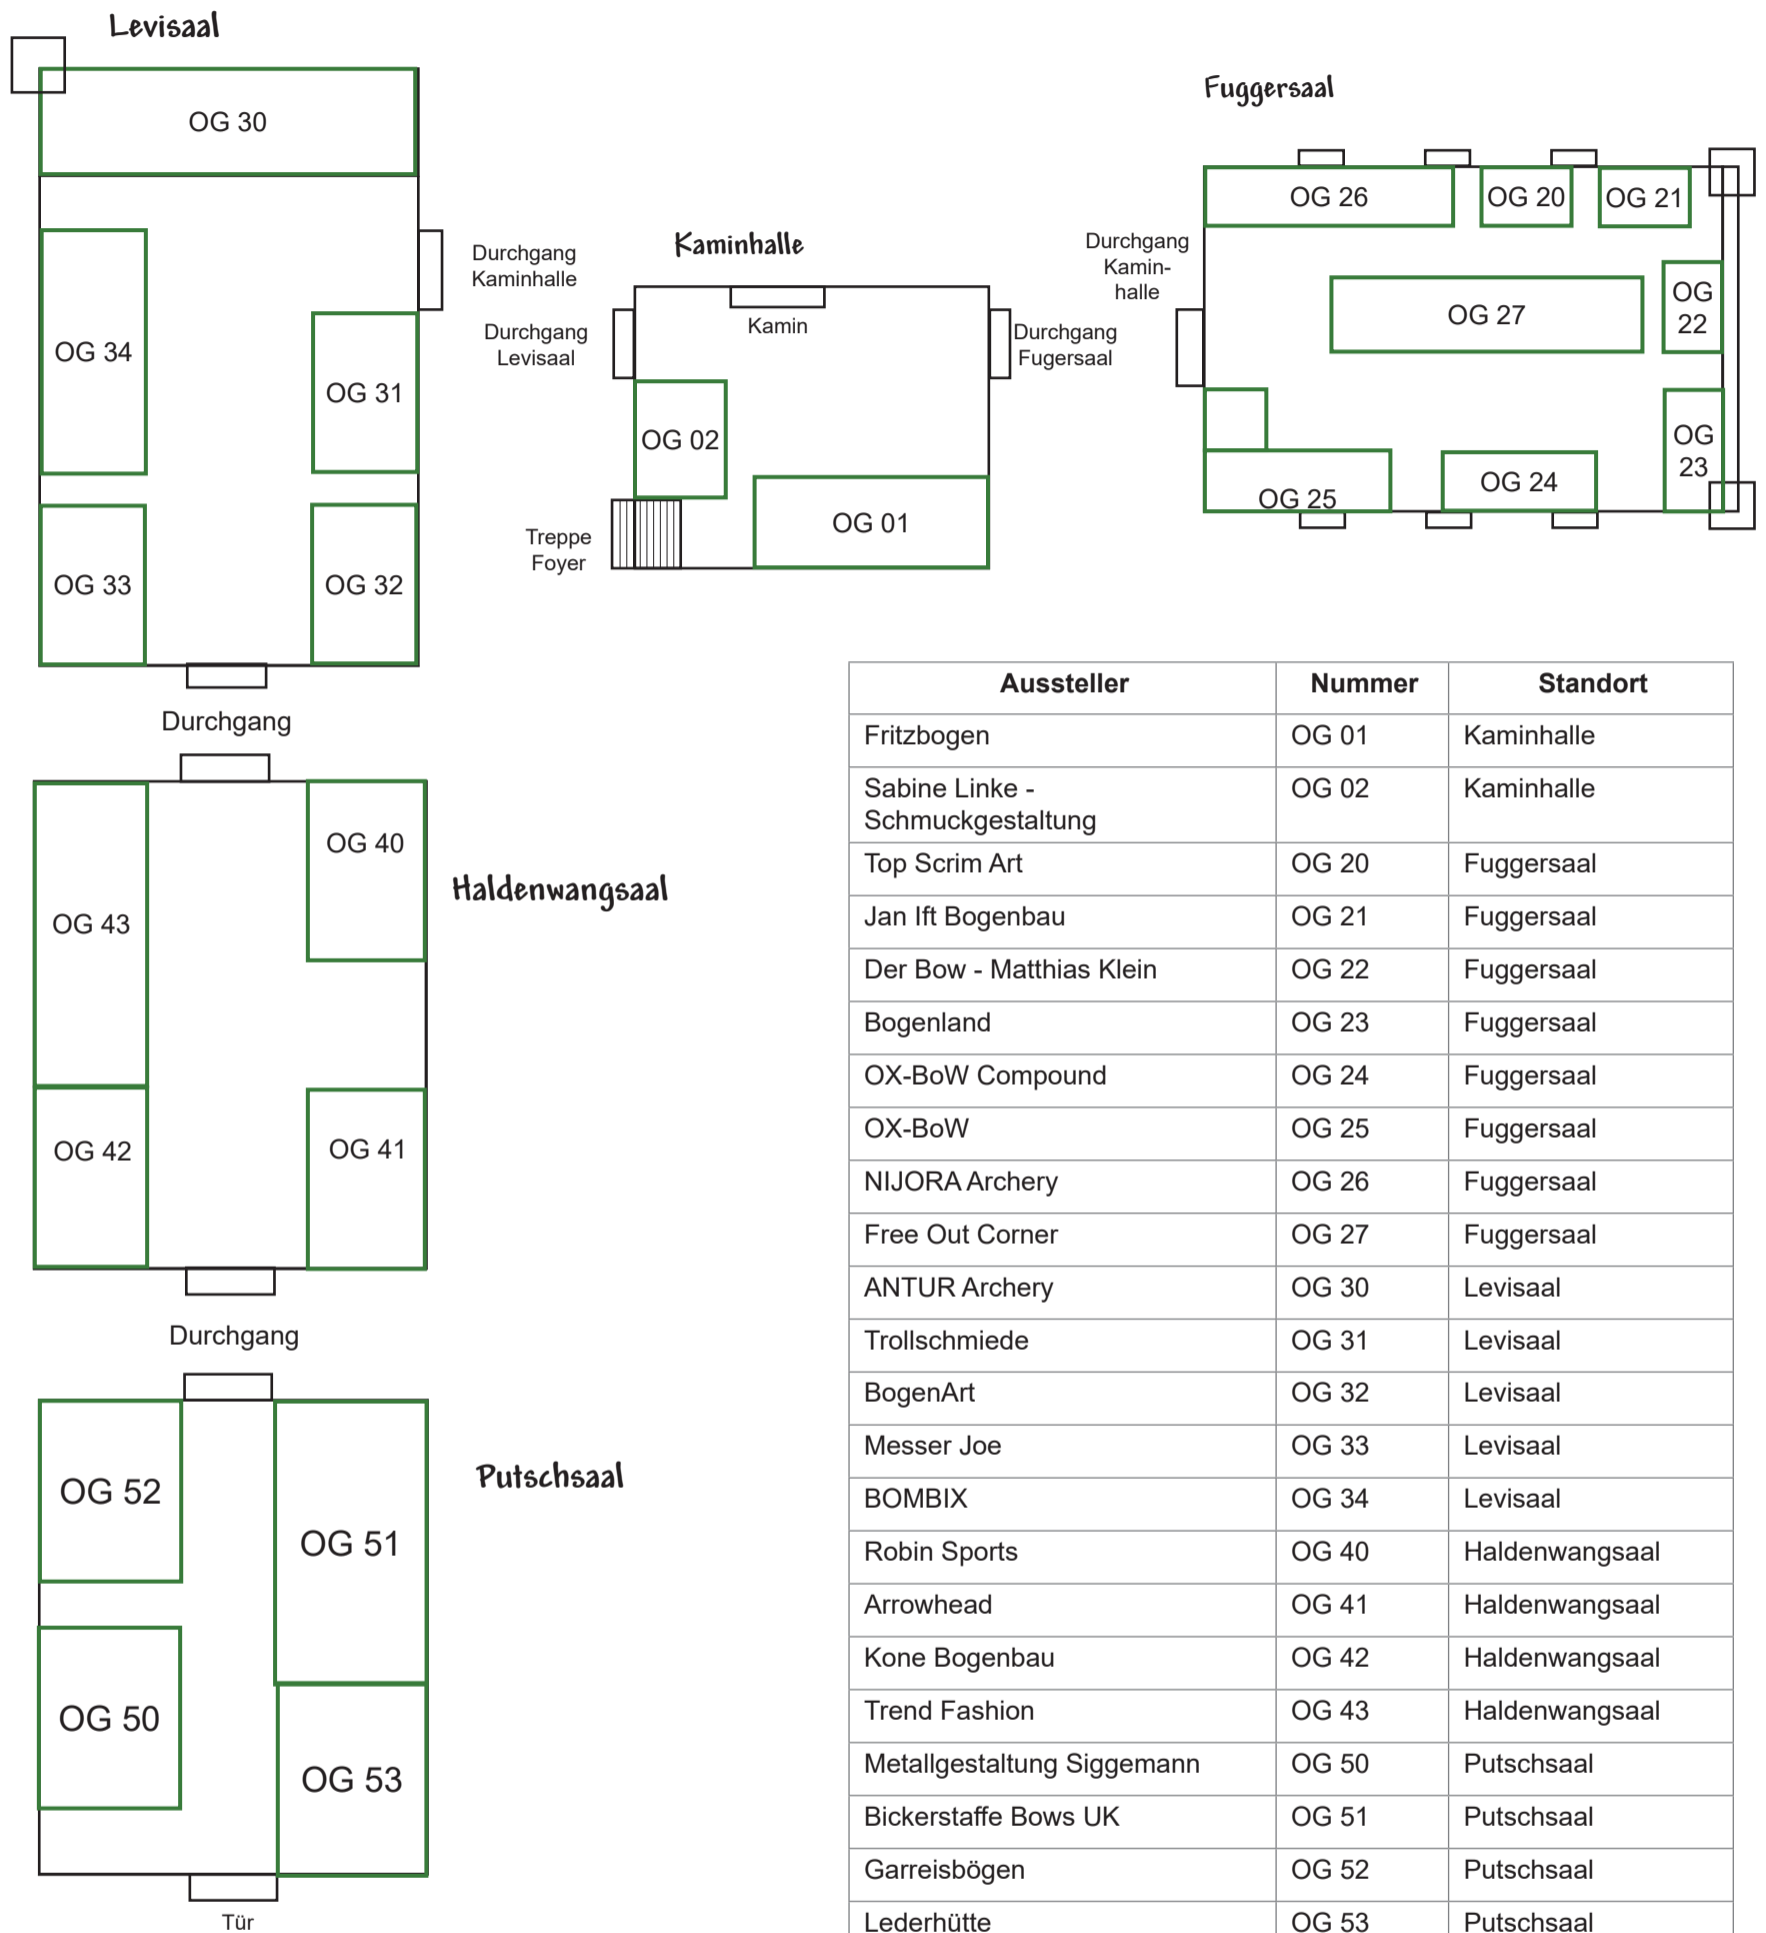 Levisaal
OG 30
OG 34
OG 31
OG 33
OG 32
Durchgang
Kaminhalle
Durchgang
Kaminhalle
Durchgang
Levisaal
Kamin
Durchgang
Fugersaal
OG 02
OG 01
Treppe
Foyer
Fuggersaal
Durchgang
Kamin-
halle
OG 26
OG 20
OG 21
OG 27
OG
22
OG
23
OG 25
OG 24
Haldenwangsaal
Durchgang
OG 43
OG 40
OG 42
OG 41
Durchgang
Putschsaal
OG 52
OG 51
OG 50
OG 53
Tür
Aussteller Nummer Standort
Fritzbogen OG 01 Kaminhalle
Sabine Linke - OG 02 Kaminhalle
Schmuckgestaltung
Top Scrim Art OG 20 Fuggersaal
Jan Ift Bogenbau OG 21 Fuggersaal
Der Bow - Matthias Klein OG 22 Fuggersaal
Bogenland OG 23 Fuggersaal
OX-BoW Compound OG 24 Fuggersaal
OX-BoW OG 25 Fuggersaal
NIJORA Archery OG 26 Fuggersaal
Free Out Corner OG 27 Fuggersaal
ANTUR Archery OG 30 Levisaal
Trollschmiede OG 31 Levisaal
BogenArt OG 32 Levisaal
Messer Joe OG 33 Levisaal
BOMBIX OG 34 Levisaal
Robin Sports OG 40 Haldenwangsaal
Arrowhead OG 41 Haldenwangsaal
Kone Bogenbau OG 42 Haldenwangsaal
Trend Fashion OG 43 Haldenwangsaal
Metallgestaltung Siggemann OG 50 Putschsaal
Bickerstaffe Bows UK OG 51 Putschsaal
Garreisbögen OG 52 Putschsaal
Lederhütte OG 53 Putschsaal